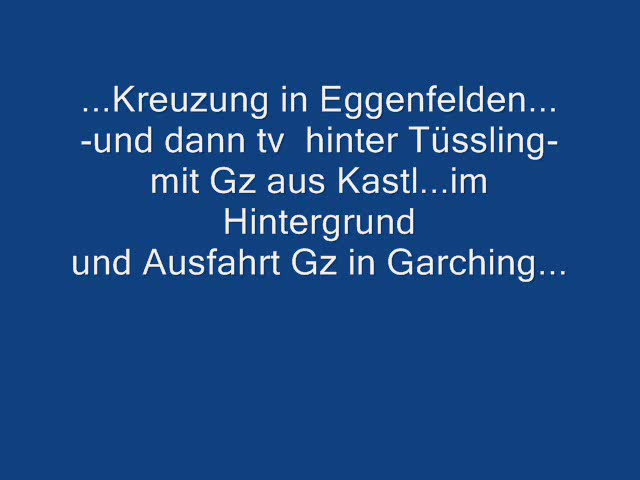 ...Kreuzung in Eggenfelden...
-und dann tv  hinter Tüssling-
mit Gz aus Kastl...im
Hintergrund
und Ausfahrt Gz in Garching...